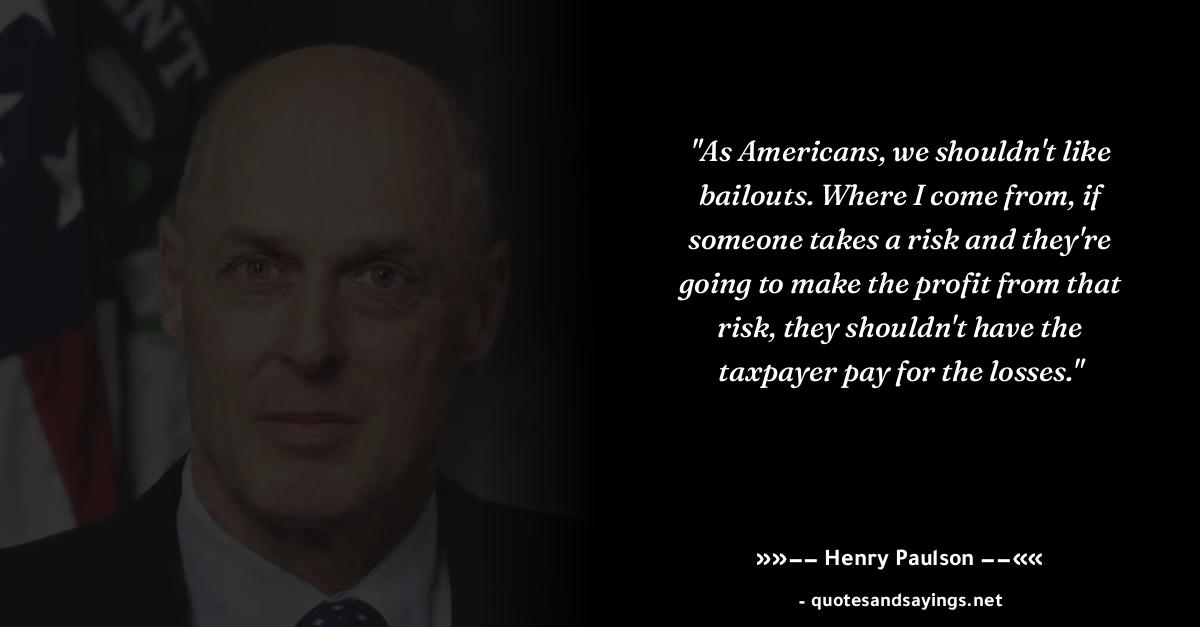 NT
"As Americans, we shouldn't like
bailouts. Where I come from, if
someone takes a risk and they're
going to make the profit from that
risk, they shouldn't have the
taxpayer pay for the losses."
»»−− Henry Paulson −−««
- quotesandsayings.net